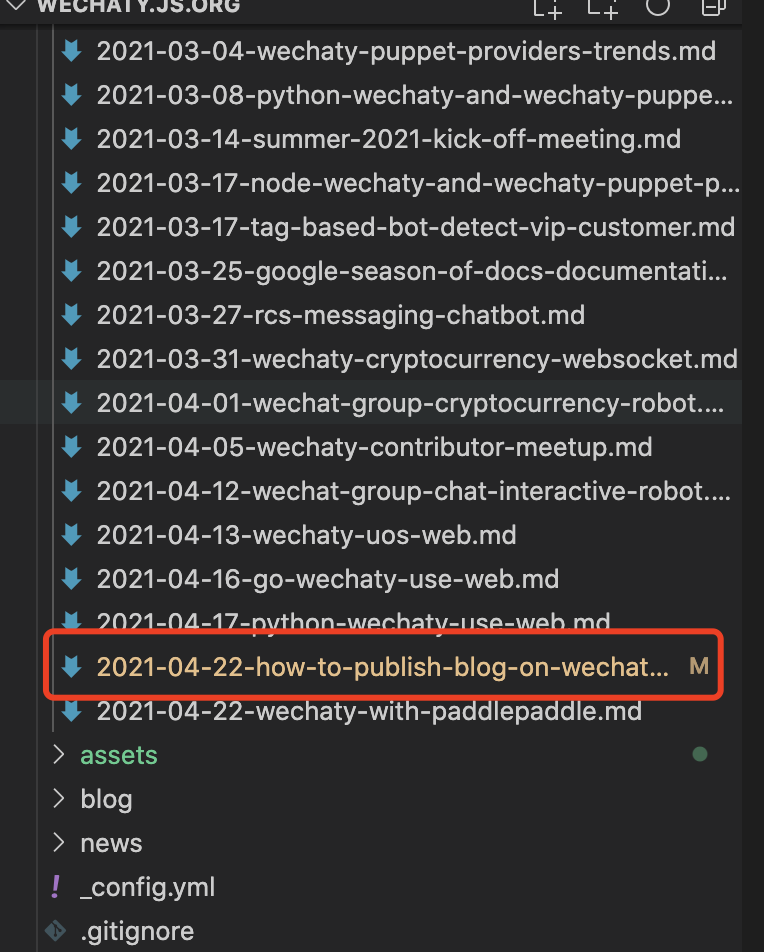 WECHATY.JS.ORG
2021-03-04-wechaty-puppet-providers-trends.md
2021-03-08-python-wechaty-and-wechaty-puppe...
2021-03-14-summer-2021-kick-off-meeting.md
2021-03-17-node-wechaty-and-wechaty-puppet-p...
2021-03-17-tag-based-bot-detect-vip-customer.md
2021-03-25-google-season-of-docs-documentati...
2021-03-27-rcs-messaging-chatbot.md
2021-03-31-wechaty-cryptocurrency-websocket.md
2021-04-01-wechat-group-cryptocurrency-robot....
2021-04-05-wechaty-contributor-meetup.md
2021-04-12-wechat-group-chat-interactive-robot....
2021-04-13-wechaty-uos-web.md
2021-04-16-go-wechaty-use-web.md
2021-04-17-python-wechaty-use-web.md
2021-04-22-how-to-publish-blog-on-wechat... M
2021-04-22-wechaty-with-paddlepaddle.md
assets
blog
news
_config.yml
.gitignore